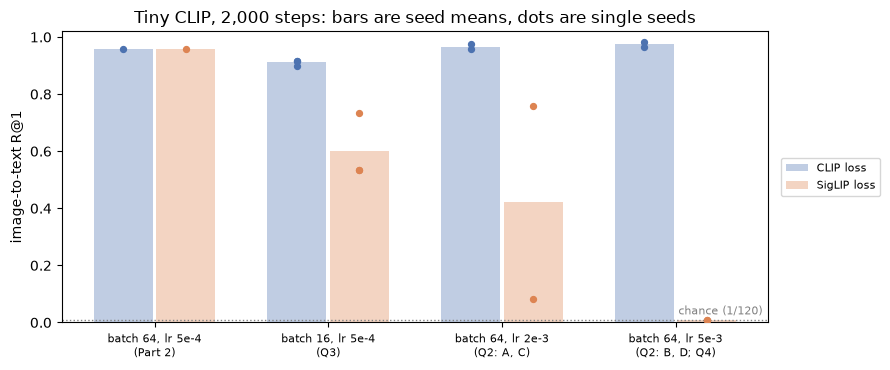 Tiny CLIP, 2,000 steps: bars are seed means, dots are single seeds
image-to-text R@1
1.0
0.8
0.6
0.4
0.2
0.0
chance (1/120)
batch 64, lr 5e-4
(Part 2)
batch 16, lr 5e-4
(Q3)
batch 64, lr 2e-3
(Q2: A, C)
batch 64, lr 5e-3
(Q2: B, D; Q4)
CLIP loss
SigLIP loss